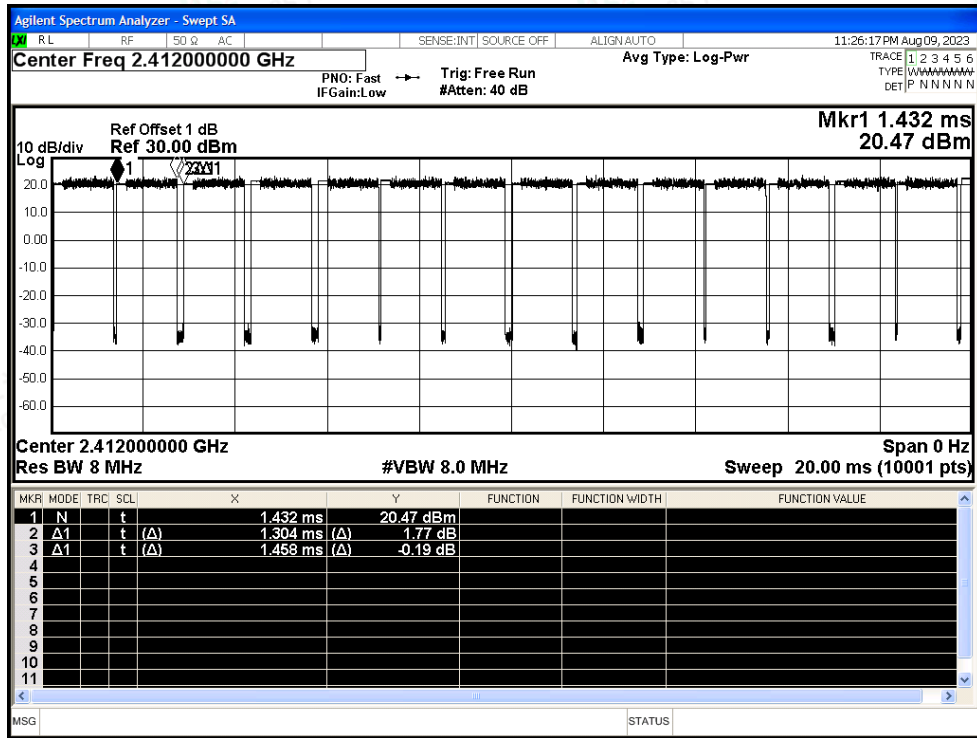 Agilent Spectrum Analyzer - Swept SA
LXI RL RF 50 Ω AC SENSE:INT SOURCE OFF ALIGN AUTO 11:26:17 PM Aug 09, 2023
Center Freq 2.412000000 GHz Avg Type: Log-Pwr TRACE 1 2 3 4 5 6
PNO: Fast Trig: Free Run TYPE WWWWWW
IFGain:Low #Atten: 40 dB DET P N N N N N
Mkr1 1.432 ms
Ref Offset 1 dB
10 dB/div Ref 30.00 dBm 20.47 dBm
Log
1
20.0
10.0
0.00
-10.0
-20.0
-30.0
-40.0
-50.0
-60.0
Center 2.412000000 GHz Span 0 Hz
Res BW 8 MHz #VBW 8.0 MHz Sweep 20.00 ms (10001 pts)
MKR MODE TRC SCL X Y FUNCTION FUNCTION WIDTH FUNCTION VALUE
1 N t 1.432 ms 20.47 dBm
2 Δ1 t (Δ) 1.304 ms (Δ) 1.77 dB
3 Δ1 t (Δ) 1.458 ms (Δ) -0.19 dB
4
5
6
7
8
9
10
11
MSG STATUS